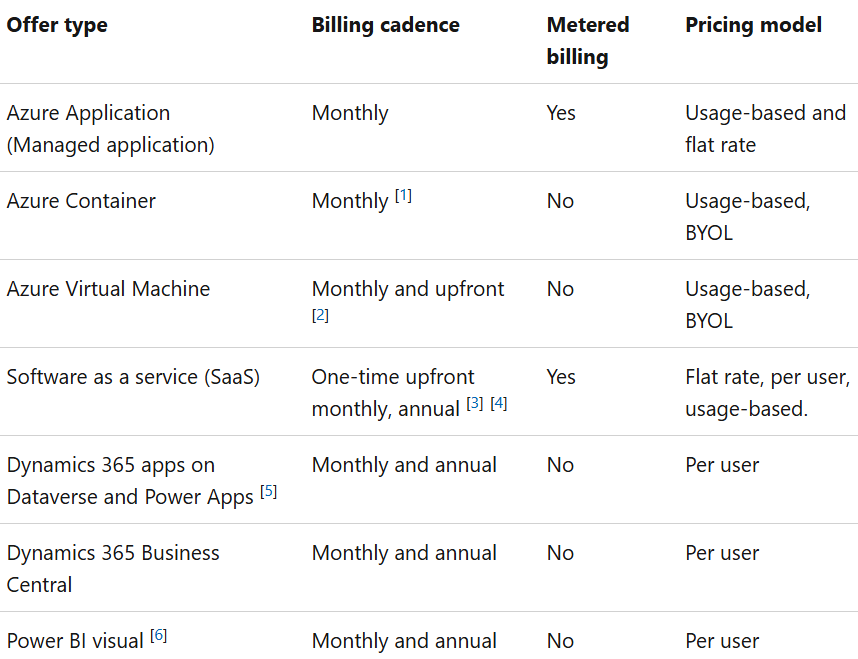 Offer type Billing cadence Metered billing Pricing model
Azure Application (Managed application) Monthly Yes Usage-based and flat rate
Azure Container Monthly [1] No Usage-based, BYOL
Azure Virtual Machine Monthly and upfront [2] No Usage-based, BYOL
Software as a service (SaaS) One-time upfront monthly, annual [3] [4] Yes Flat rate, per user, usage-based.
Dynamics 365 apps on Dataverse and Power Apps [5] Monthly and annual No Per user
Dynamics 365 Business Central Monthly and annual No Per user
Power BI visual [6] Monthly and annual No Per user